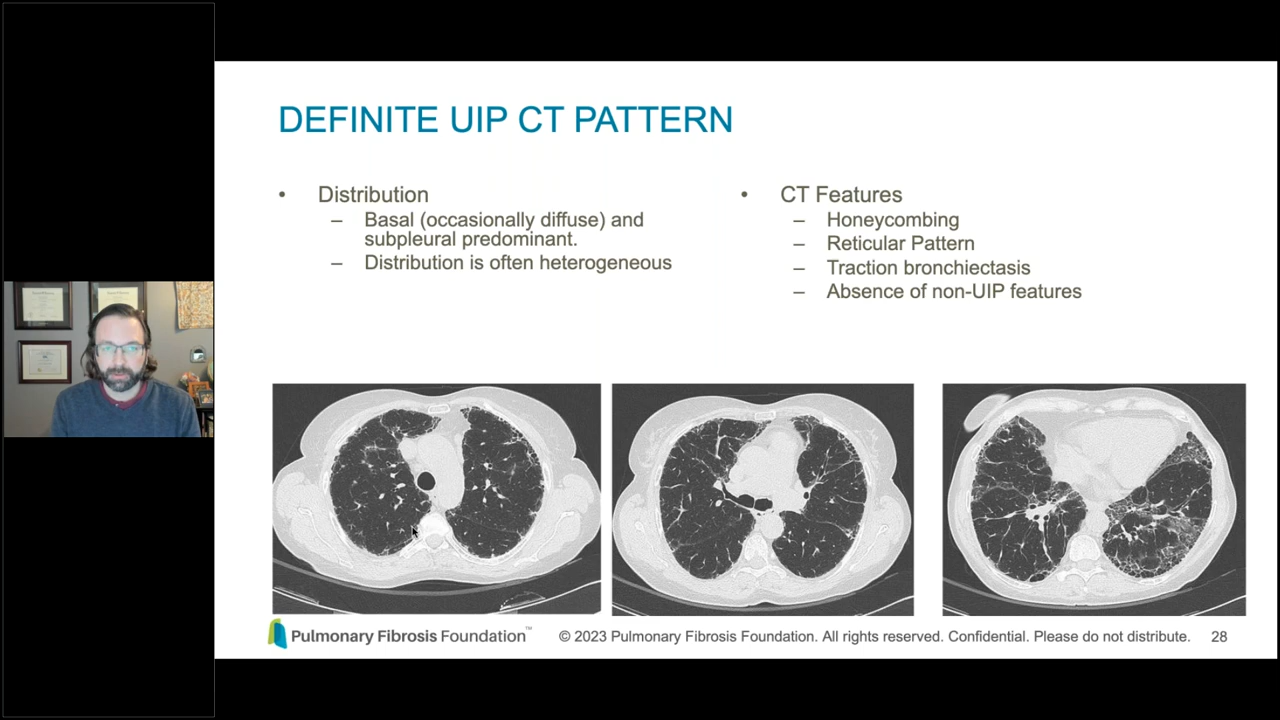 DEFINITE UIP CT PATTERN
• Distribution
– Basal (occasionally diffuse) and
subpleural predominant.
– Distribution is often heterogeneous
• CT Features
– Honeycombing
– Reticular Pattern
– Traction bronchiectasis
– Absence of non-UIP features
Pulmonary Fibrosis Foundation™
© 2023 Pulmonary Fibrosis Foundation. All rights reserved. Confidential. Please do not distribute.
28